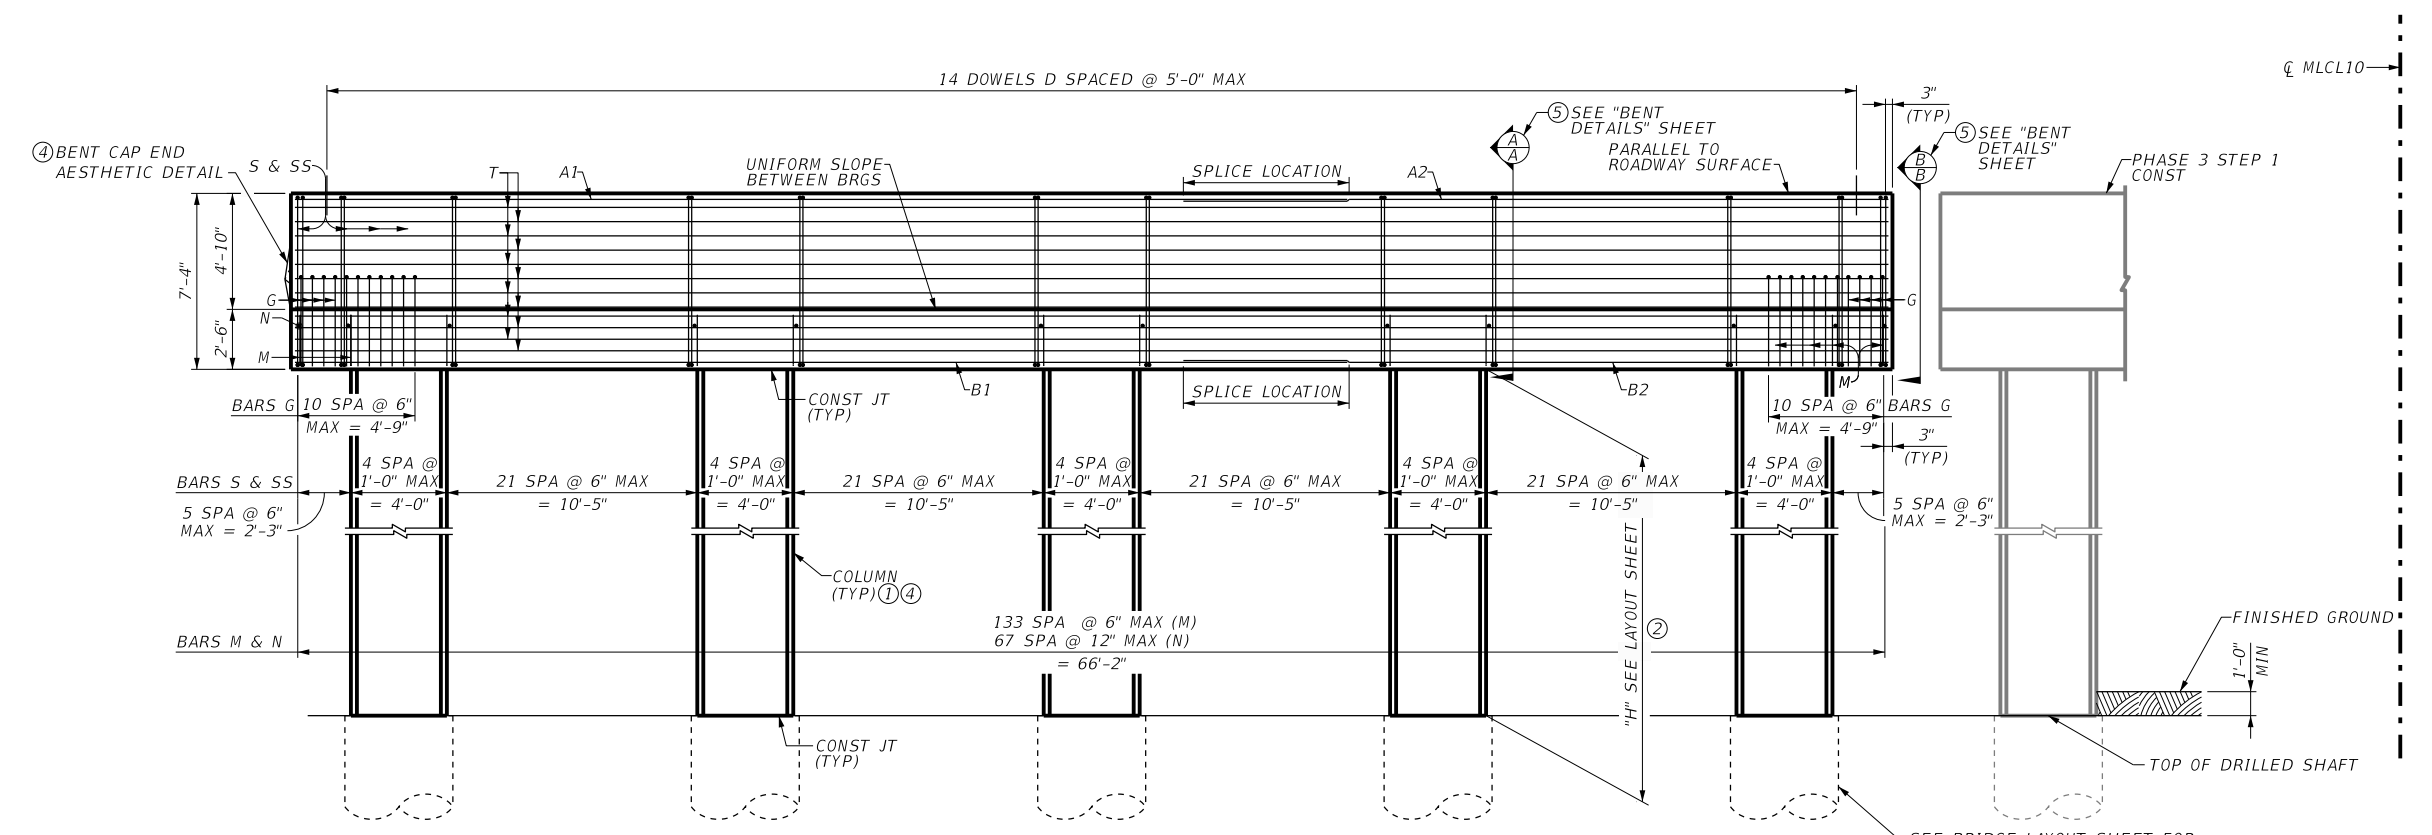 14 DOWELS D SPACED @ 5'-0" MAX
℄ MLCL10
3"
(TYP)
5 SEE "BENT
DETAILS" SHEET
5 SEE "BENT
DETAILS"
SHEET
4 BENT CAP END
AESTHETIC DETAIL
S & SS
T
A1
UNIFORM SLOPE
BETWEEN BRGS
SPLICE LOCATION
A2
A
A
PARALLEL TO
ROADWAY SURFACE
B
B
PHASE 3 STEP 1
CONST
7'-4"
4'-10"
2'-6"
G
N
M
G
M
BARS G
10 SPA @ 6"
MAX = 4'-9"
CONST JT
(TYP)
B1
SPLICE LOCATION
B2
10 SPA @ 6"
MAX = 4'-9"
BARS G
3"
(TYP)
BARS S & SS
5 SPA @ 6"
MAX = 2'-3"
4 SPA @
1'-0" MAX
= 4'-0"
21 SPA @ 6" MAX
= 10'-5"
4 SPA @
1'-0" MAX
= 4'-0"
21 SPA @ 6" MAX
= 10'-5"
4 SPA @
1'-0" MAX
= 4'-0"
21 SPA @ 6" MAX
= 10'-5"
4 SPA @
1'-0" MAX
= 4'-0"
21 SPA @ 6" MAX
= 10'-5"
4 SPA @
1'-0" MAX
= 4'-0"
5 SPA @ 6"
MAX = 2'-3"
COLUMN
(TYP) 1 4
"H" SEE LAYOUT SHEET 2
BARS M & N
133 SPA @ 6" MAX (M)
67 SPA @ 12" MAX (N)
= 66'-2"
FINISHED GROUND
1'-0"
MIN
CONST JT
(TYP)
TOP OF DRILLED SHAFT
SEE BRIDGE LAYOUT SHEET FOR